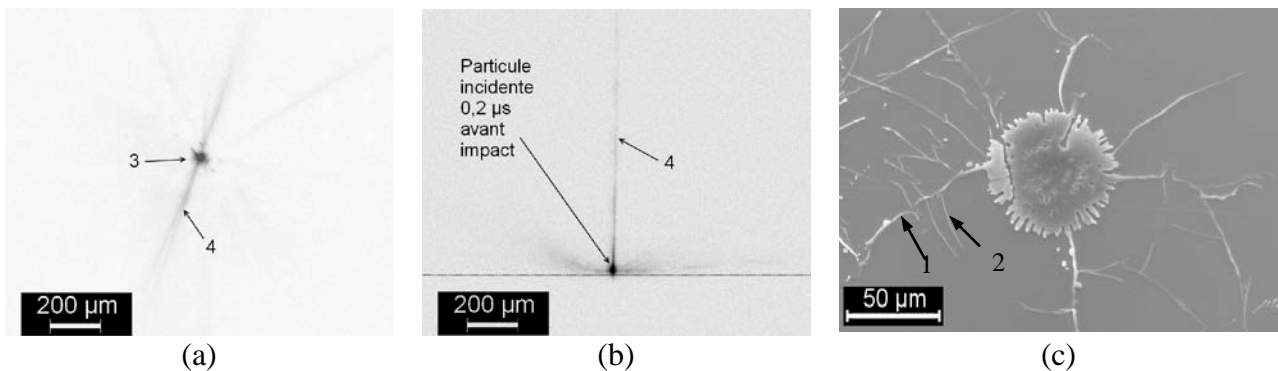 3
4
200 µm
(a)
Particule
incidente
0,2 µs
avant
impact
4
200 µm
(b)
1
2
50 µm
(c)